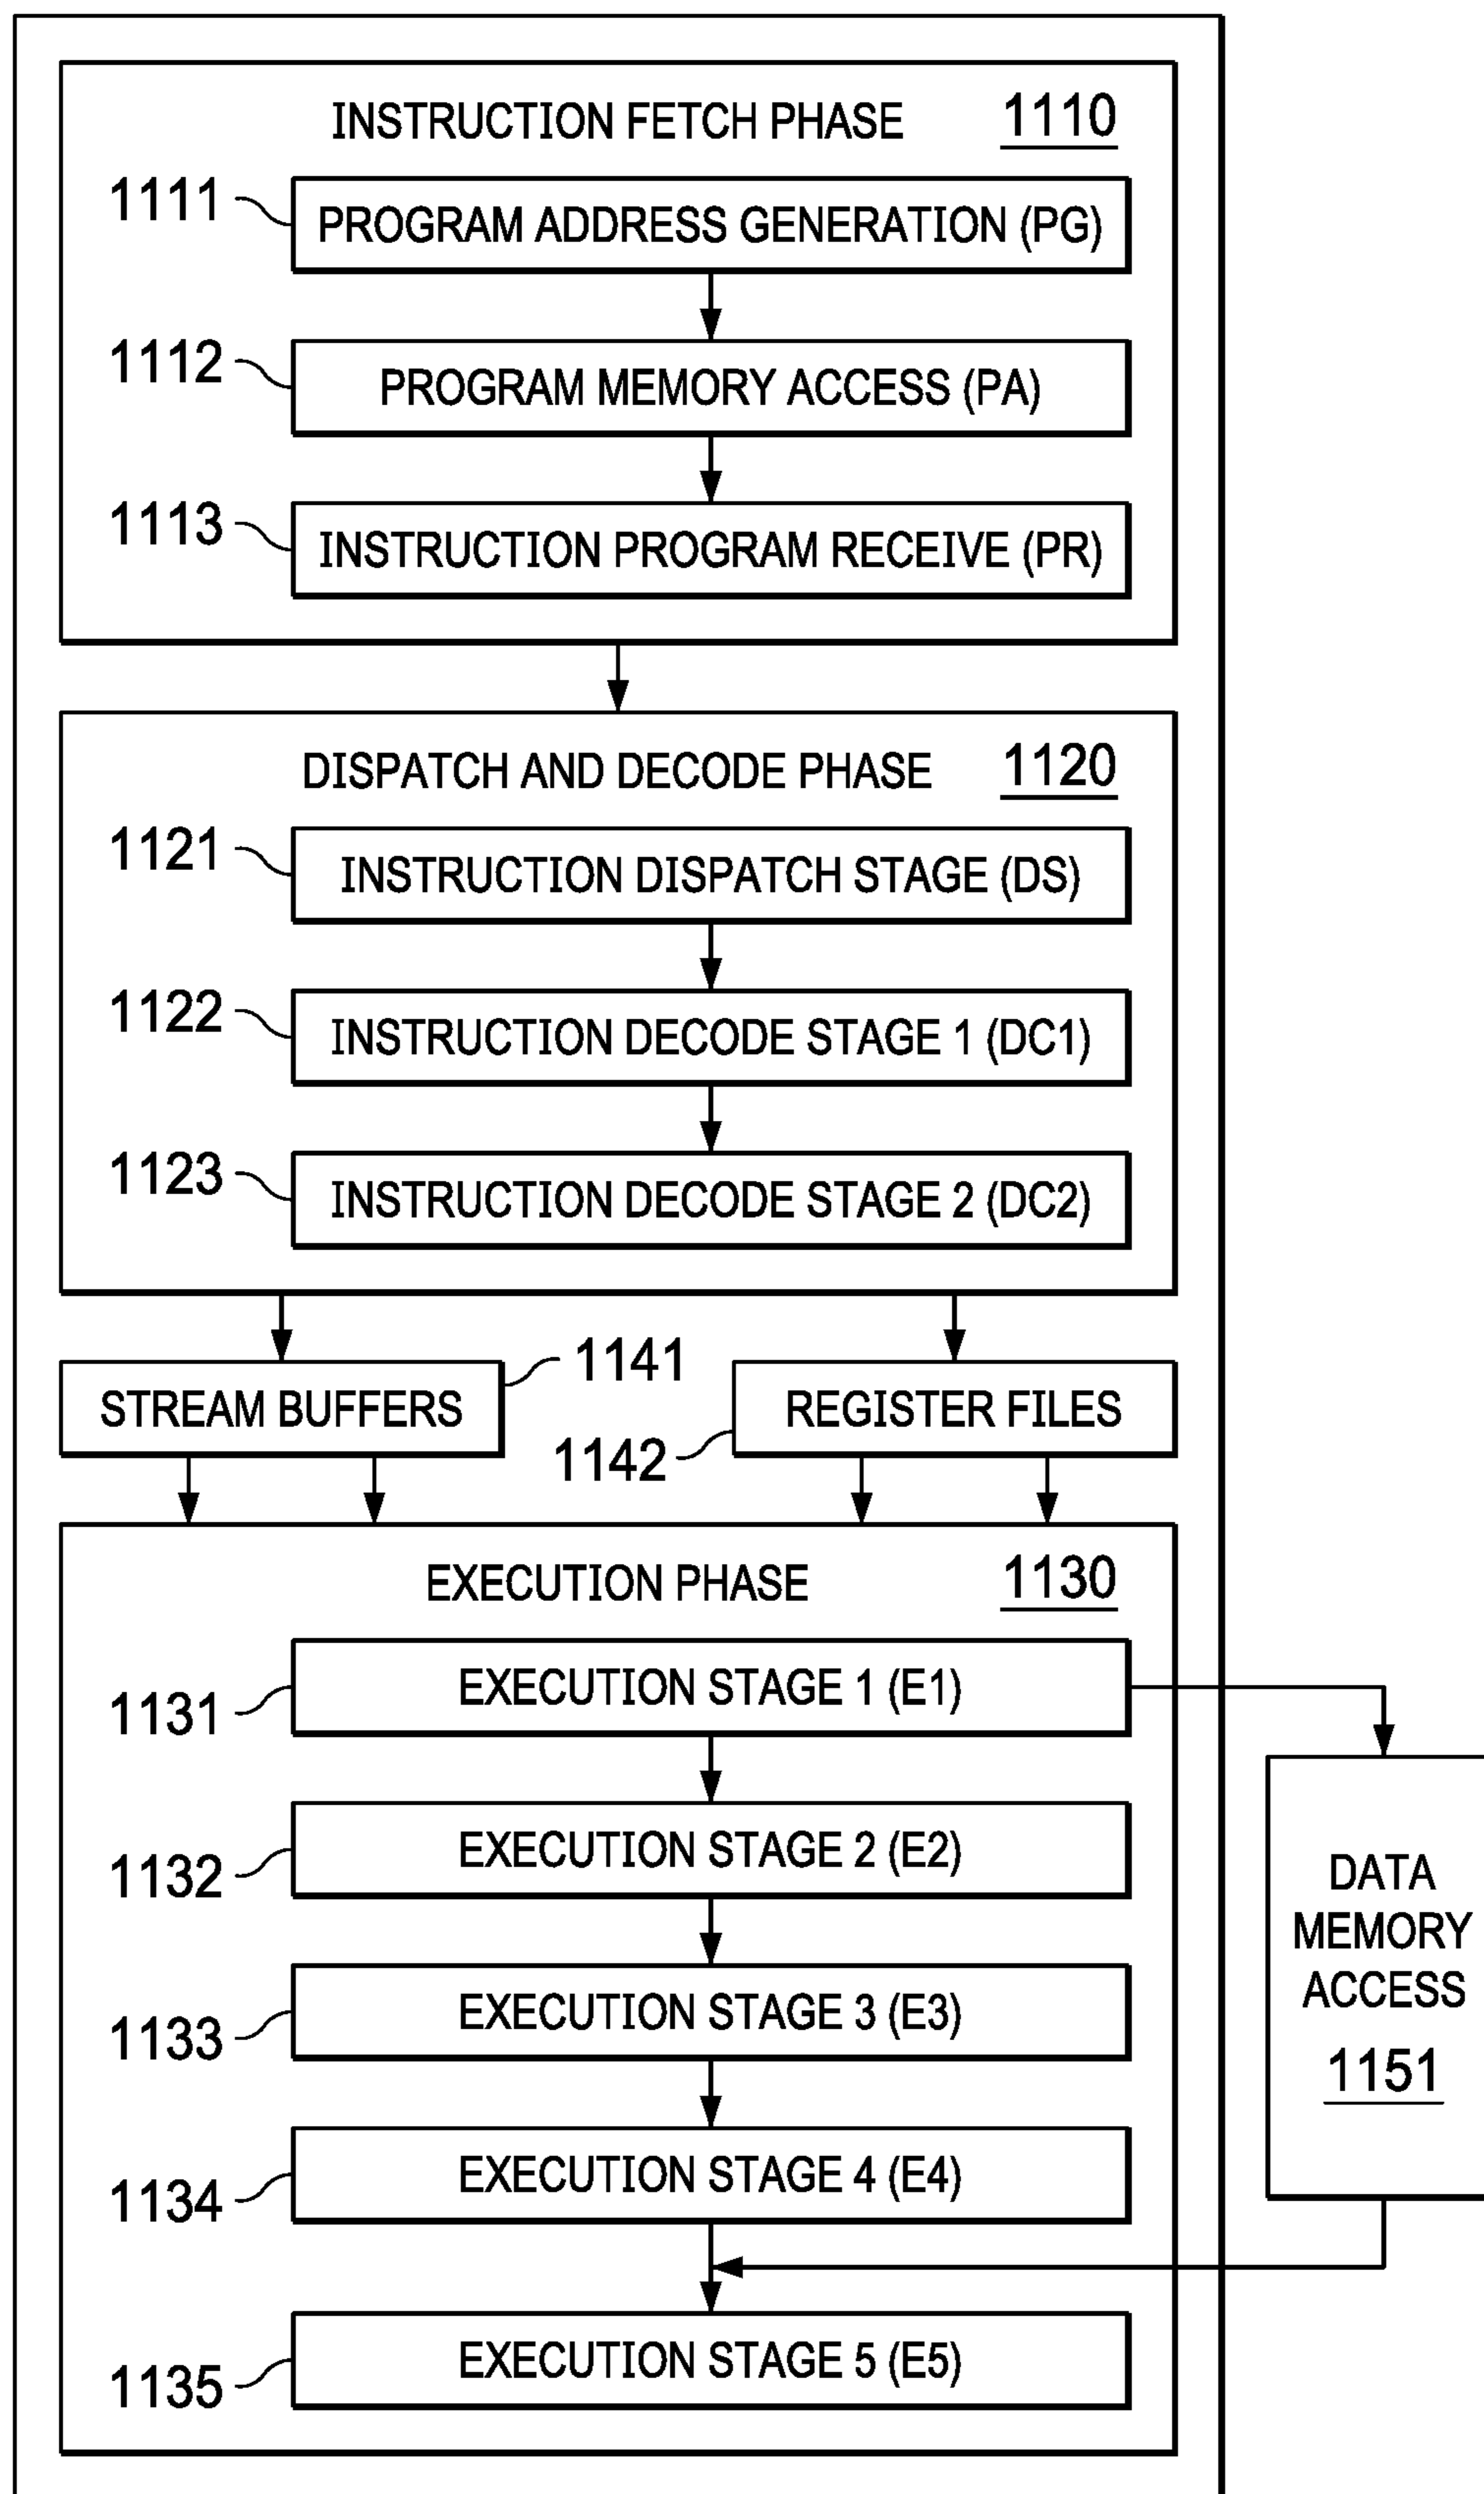 INSTRUCTION FETCH PHASE 1110
1111 PROGRAM ADDRESS GENERATION (PG)
1112 PROGRAM MEMORY ACCESS (PA)
1113 INSTRUCTION PROGRAM RECEIVE (PR)
DISPATCH AND DECODE PHASE 1120
1121 INSTRUCTION DISPATCH STAGE (DS)
1122 INSTRUCTION DECODE STAGE 1 (DC1)
1123 INSTRUCTION DECODE STAGE 2 (DC2)
STREAM BUFFERS 1141
1142 REGISTER FILES
EXECUTION PHASE 1130
1131 EXECUTION STAGE 1 (E1)
1132 EXECUTION STAGE 2 (E2)
1133 EXECUTION STAGE 3 (E3)
1134 EXECUTION STAGE 4 (E4)
1135 EXECUTION STAGE 5 (E5)
DATA
MEMORY
ACCESS
1151